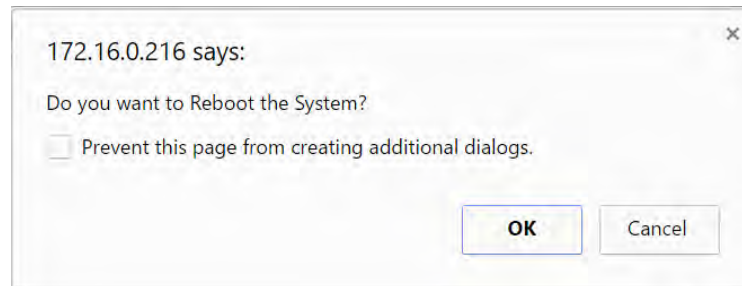 172.16.0.216 says:
Do you want to Reboot the System?
Prevent this page from creating additional dialogs.
OK Cancel